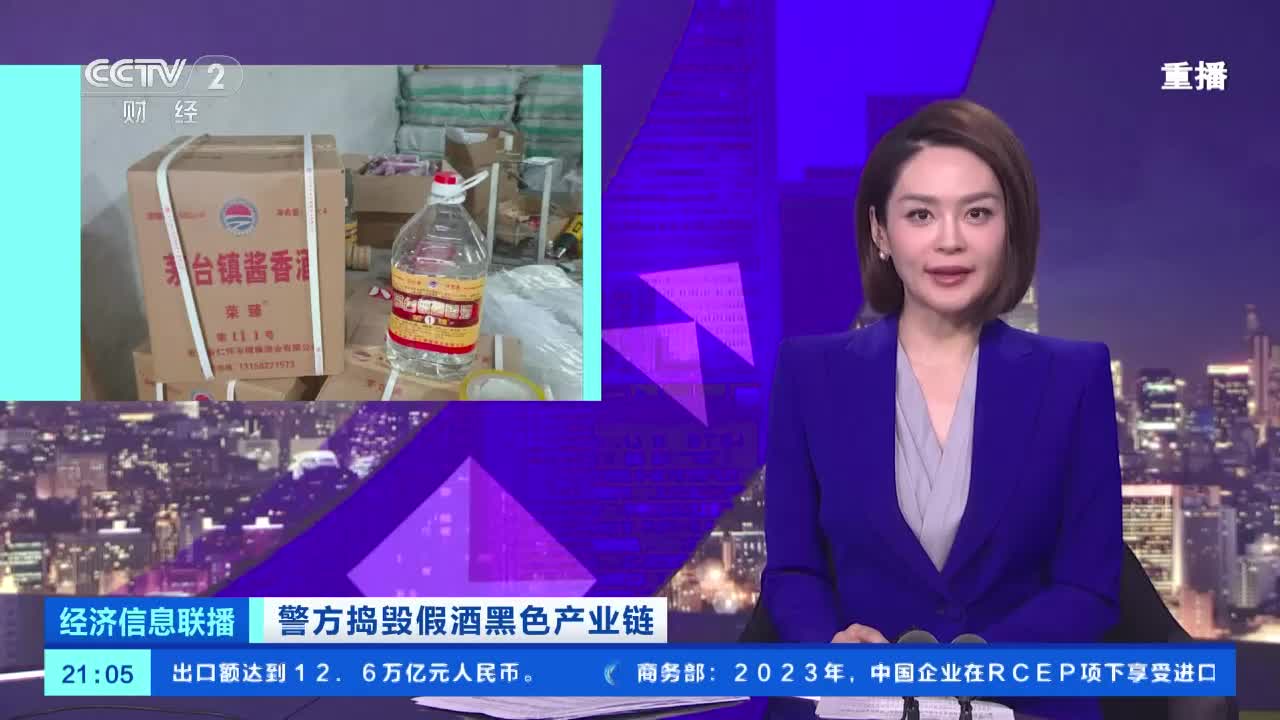 CCTV 2
财经
重播
茅台镇酱香酒
荣臻
经济信息联播
警方捣毁假酒黑色产业链
21:05
出口额达到12.6万亿元人民币。 商务部：2023年，中国企业在RCEP项下享受进口